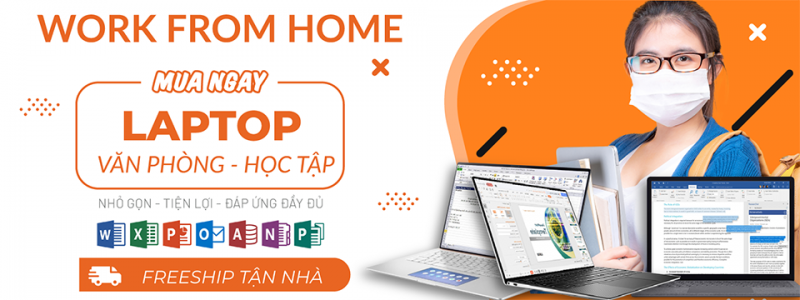 WORK FROM HOME
MUA NGAY
LAPTOP
VĂN PHÒNG - HỌC TẬP
NHỎ GỌN - TIỆN LỢI - ĐÁP ỨNG ĐẦY ĐỦ
W X P O A N P
FREESHIP TẬN NHÀ